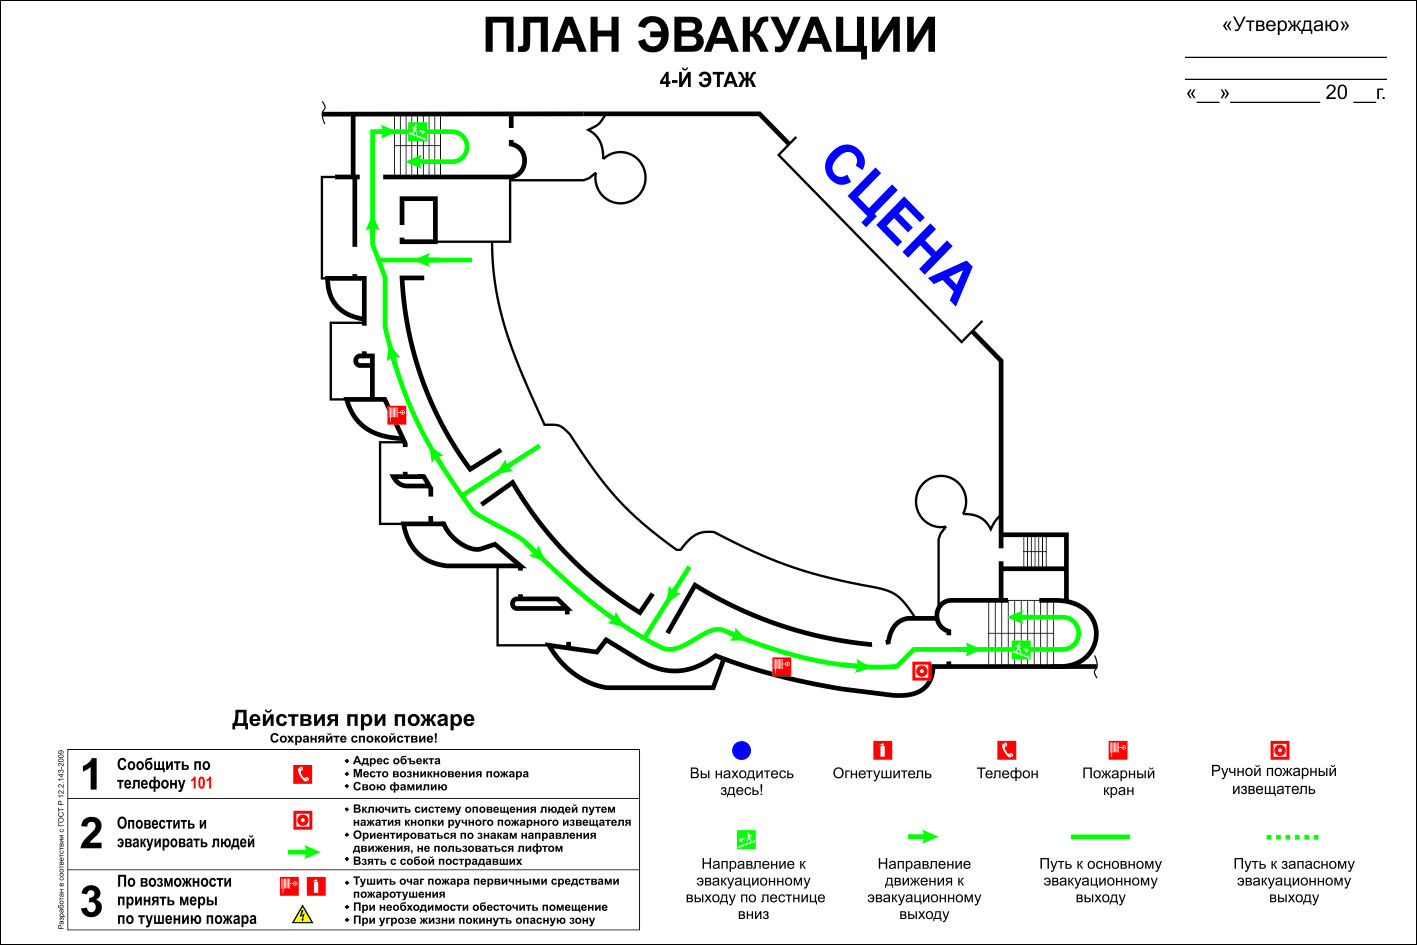 ПЛАН ЭВАКУАЦИИ
4-Й ЭТАЖ
«Утверждаю»
«__»_________ 20 __г.
СЦЕНА
Действия при пожаре
Сохраняйте спокойствие!
1
Сообщить по
телефону 101
Адрес объекта
Место возникновения пожара
Свою фамилию
2
Оповестить и
эвакуировать людей
Включить систему оповещения людей путем
нажатия кнопки ручного пожарного извещателя
Ориентироваться по знакам направления
движения, не пользоваться лифтом
Взять с собой пострадавших
3
По возможности
принять меры
по тушению пожара
Тушить очаг пожара первичными средствами
пожаротушения
При необходимости обесточить помещение
При угрозе жизни покинуть опасную зону
Разработан в соответствии с ГОСТ Р 12.2.143-2009
Вы находитесь
здесь!
Огнетушитель
Телефон
Пожарный
кран
Ручной пожарный
извещатель
Направление к
эвакуационному
выходу по лестнице
вниз
Направление
движения к
эвакуационному
выходу
Путь к основному
эвакуационному
выходу
Путь к запасному
эвакуационному
выходу